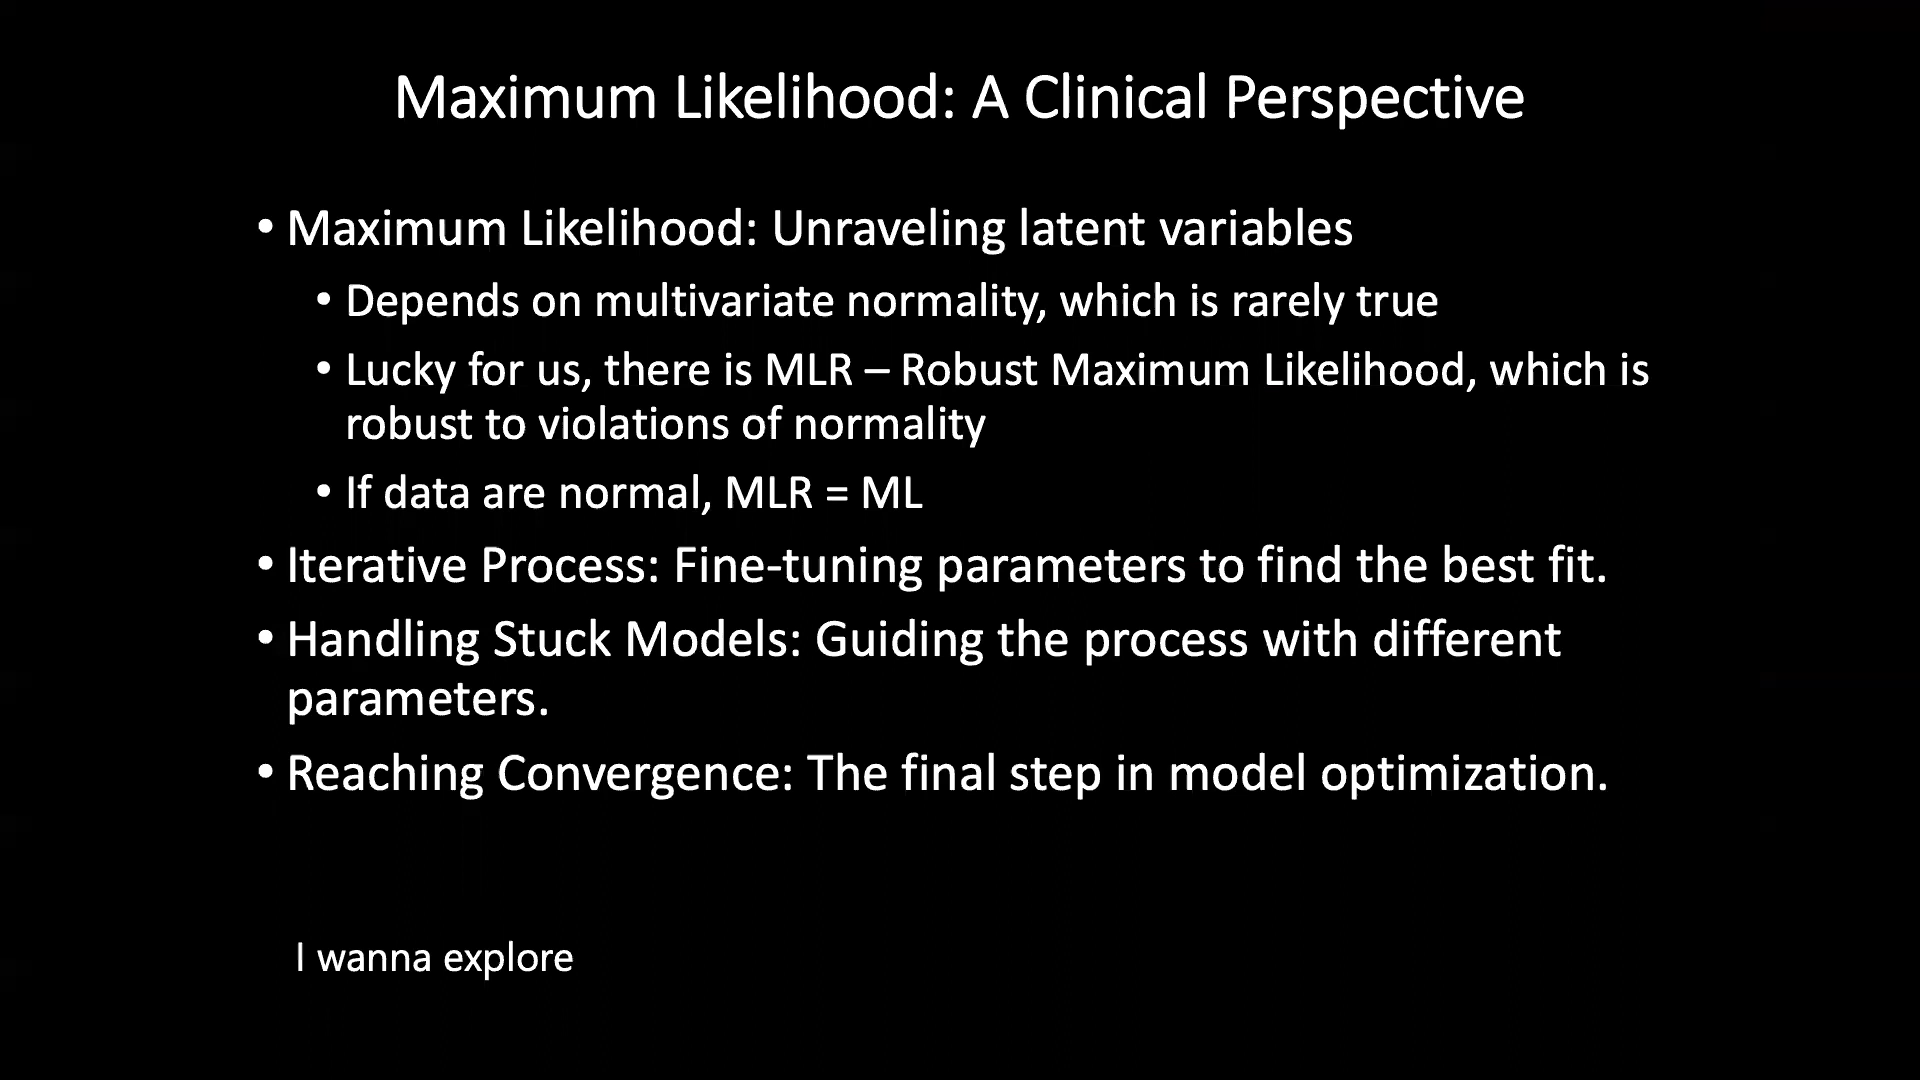 Maximum Likelihood: A Clinical Perspective
• Maximum Likelihood: Unraveling latent variables
• Depends on multivariate normality, which is rarely true
• Lucky for us, there is MLR – Robust Maximum Likelihood, which is
robust to violations of normality
• If data are normal, MLR = ML
• Iterative Process: Fine-tuning parameters to find the best fit.
• Handling Stuck Models: Guiding the process with different
parameters.
• Reaching Convergence: The final step in model optimization.
I wanna explore